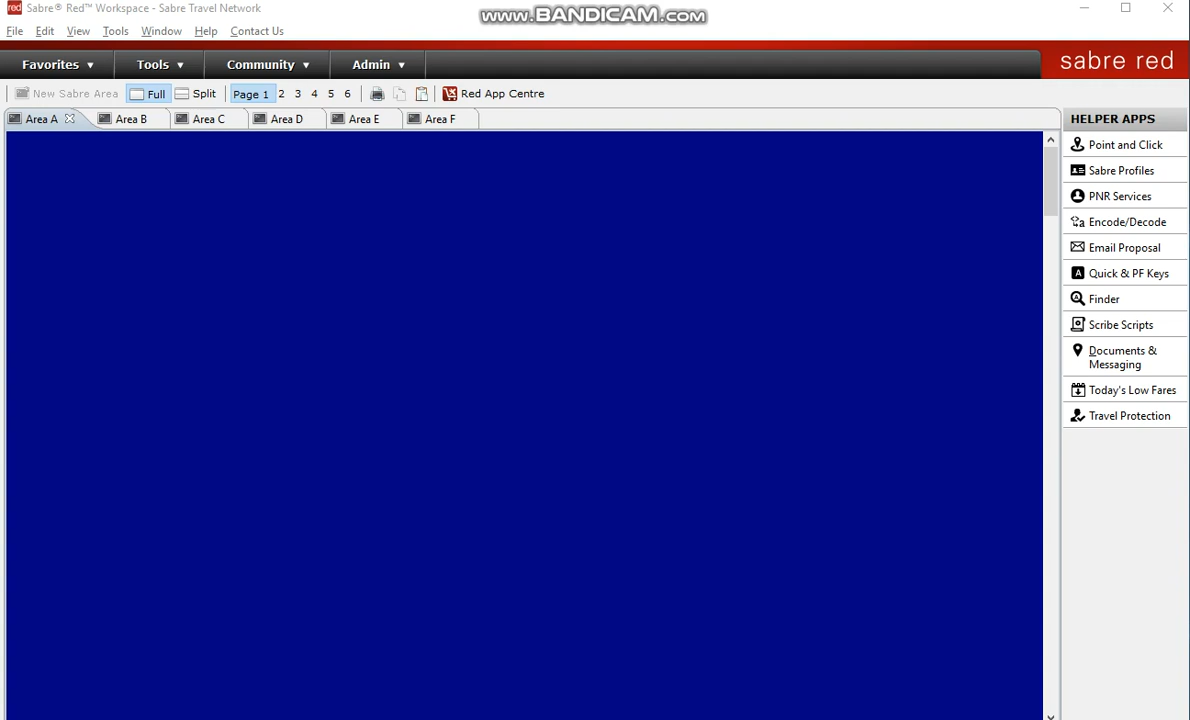 red Sabre® Red™ Workspace - Sabre Travel Network
www.BANDICAM.com
File Edit View Tools Window Help Contact Us
Favorites ▼ Tools ▼ Community ▼ Admin ▼ sabre red
New Sabre Area Full Split Page 1 2 3 4 5 6 Red App Centre
Area A Area B Area C Area D Area E Area F
HELPER APPS
Point and Click
Sabre Profiles
PNR Services
Encode/Decode
Email Proposal
Quick & PF Keys
Finder
Scribe Scripts
Documents &
Messaging
Today's Low Fares
Travel Protection